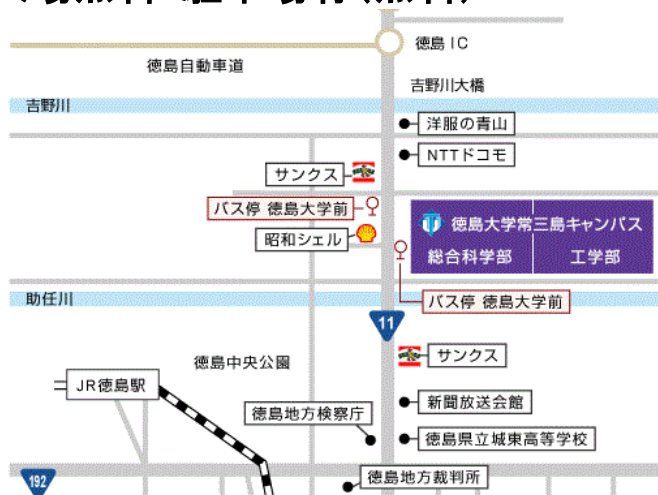 徳島 IC
徳島自動車道
吉野川大橋
吉野川
洋服の青山
NTTドコモ
サンクス
バス停 徳島大学前
昭和シェル
徳島大学常三島キャンパス
総合科学部
工学部
助任川
バス停 徳島大学前
11
サンクス
徳島中央公園
JR徳島駅
新聞放送会館
徳島地方検察庁
徳島県立城東高等学校
徳島地方裁判所
192